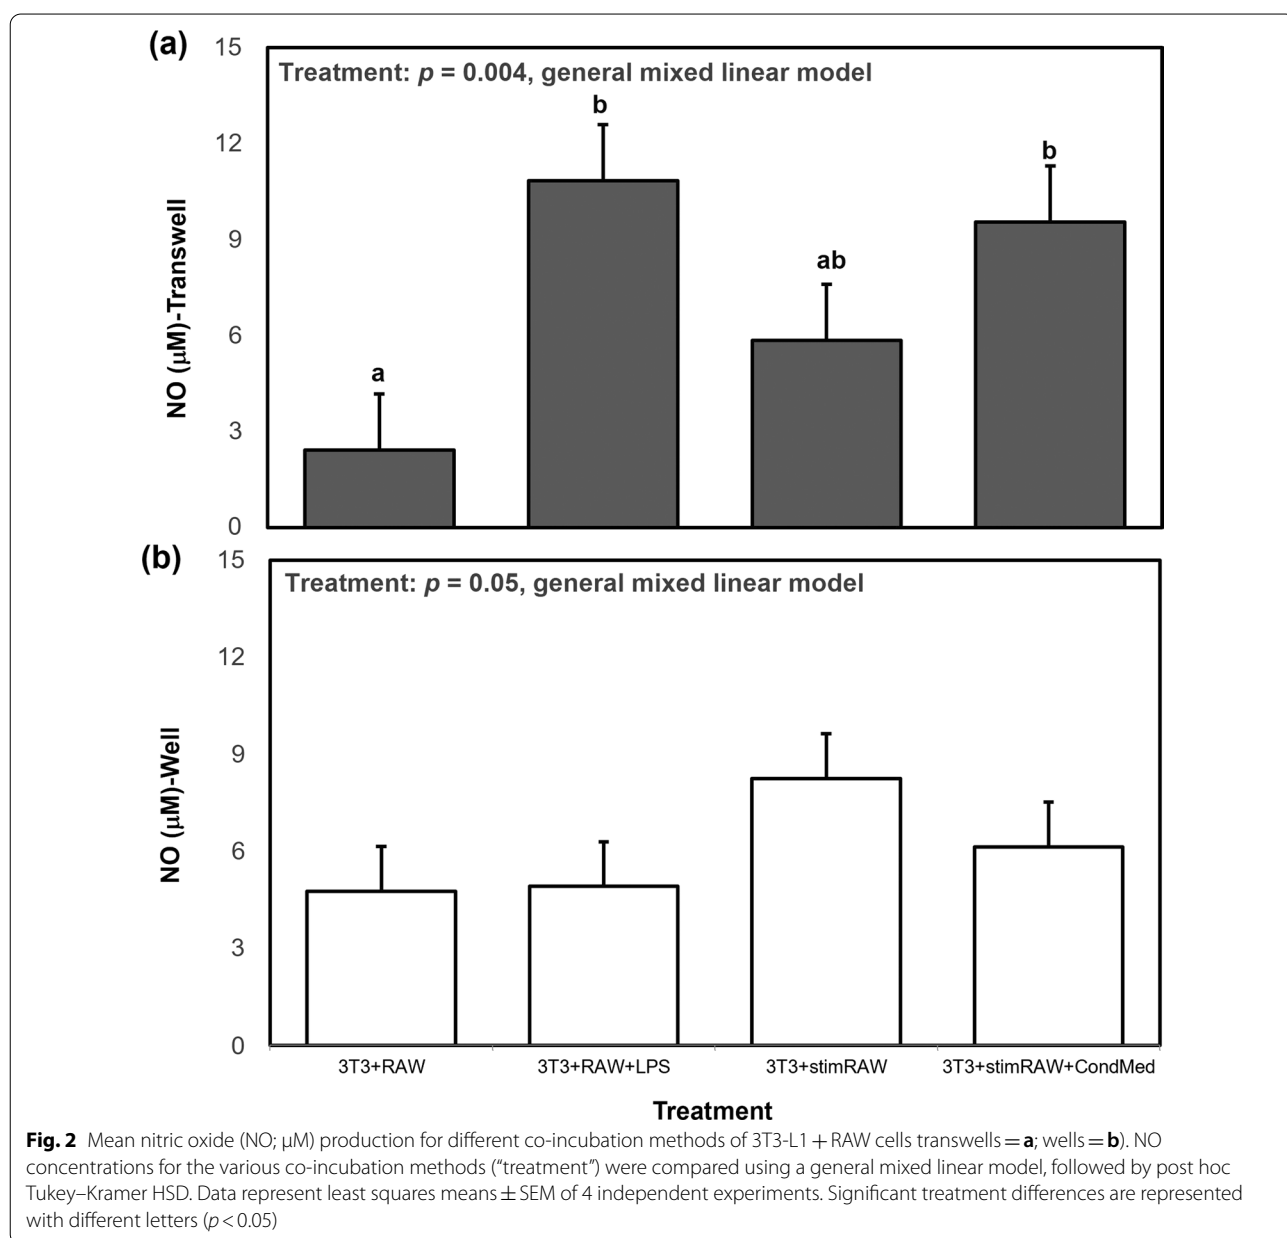 (a)
15
Treatment: p = 0.004, general mixed linear model
b
12
b
9
ab
6
a
3
0
NO (μM)-Transwell
(b)
15
Treatment: p = 0.05, general mixed linear model
12
9
6
3
0
NO (μM)-Well
3T3+RAW 3T3+RAW+LPS 3T3+stimRAW 3T3+stimRAW+CondMed
Treatment
Fig. 2 Mean nitric oxide (NO; μM) production for different co-incubation methods of 3T3-L1 + RAW cells transwells = a; wells = b). NO
concentrations for the various co-incubation methods (“treatment”) were compared using a general mixed linear model, followed by post hoc
Tukey–Kramer HSD. Data represent least squares means ± SEM of 4 independent experiments. Significant treatment differences are represented
with different letters (p < 0.05)